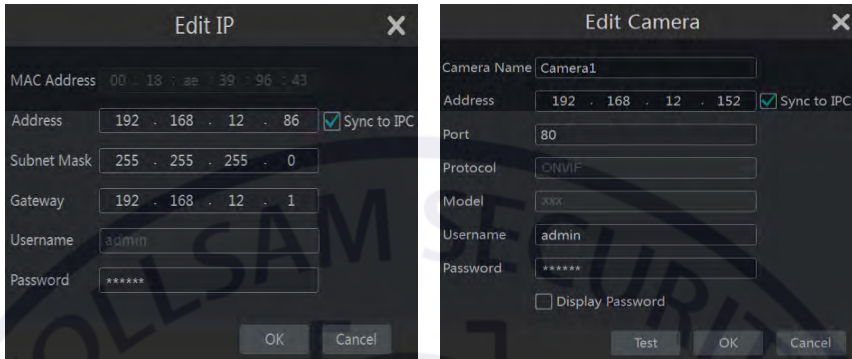 Edit IP
MAC Address 00 : 18 : ae : 39 : 96 : 43
Address 192 . 168 . 12 . 86 Sync to IPC
Subnet Mask 255 . 255 . 255 . 0
Gateway 192 . 168 . 12 . 1
Username admin
Password ******
OK Cancel
Edit Camera
Camera Name Camera1
Address 192 . 168 . 12 . 152 Sync to IPC
Port 80
Protocol ONVIF
Model xxx
Username admin
Password ******
Display Password
Test OK Cancel
OLLSAM SECURIT